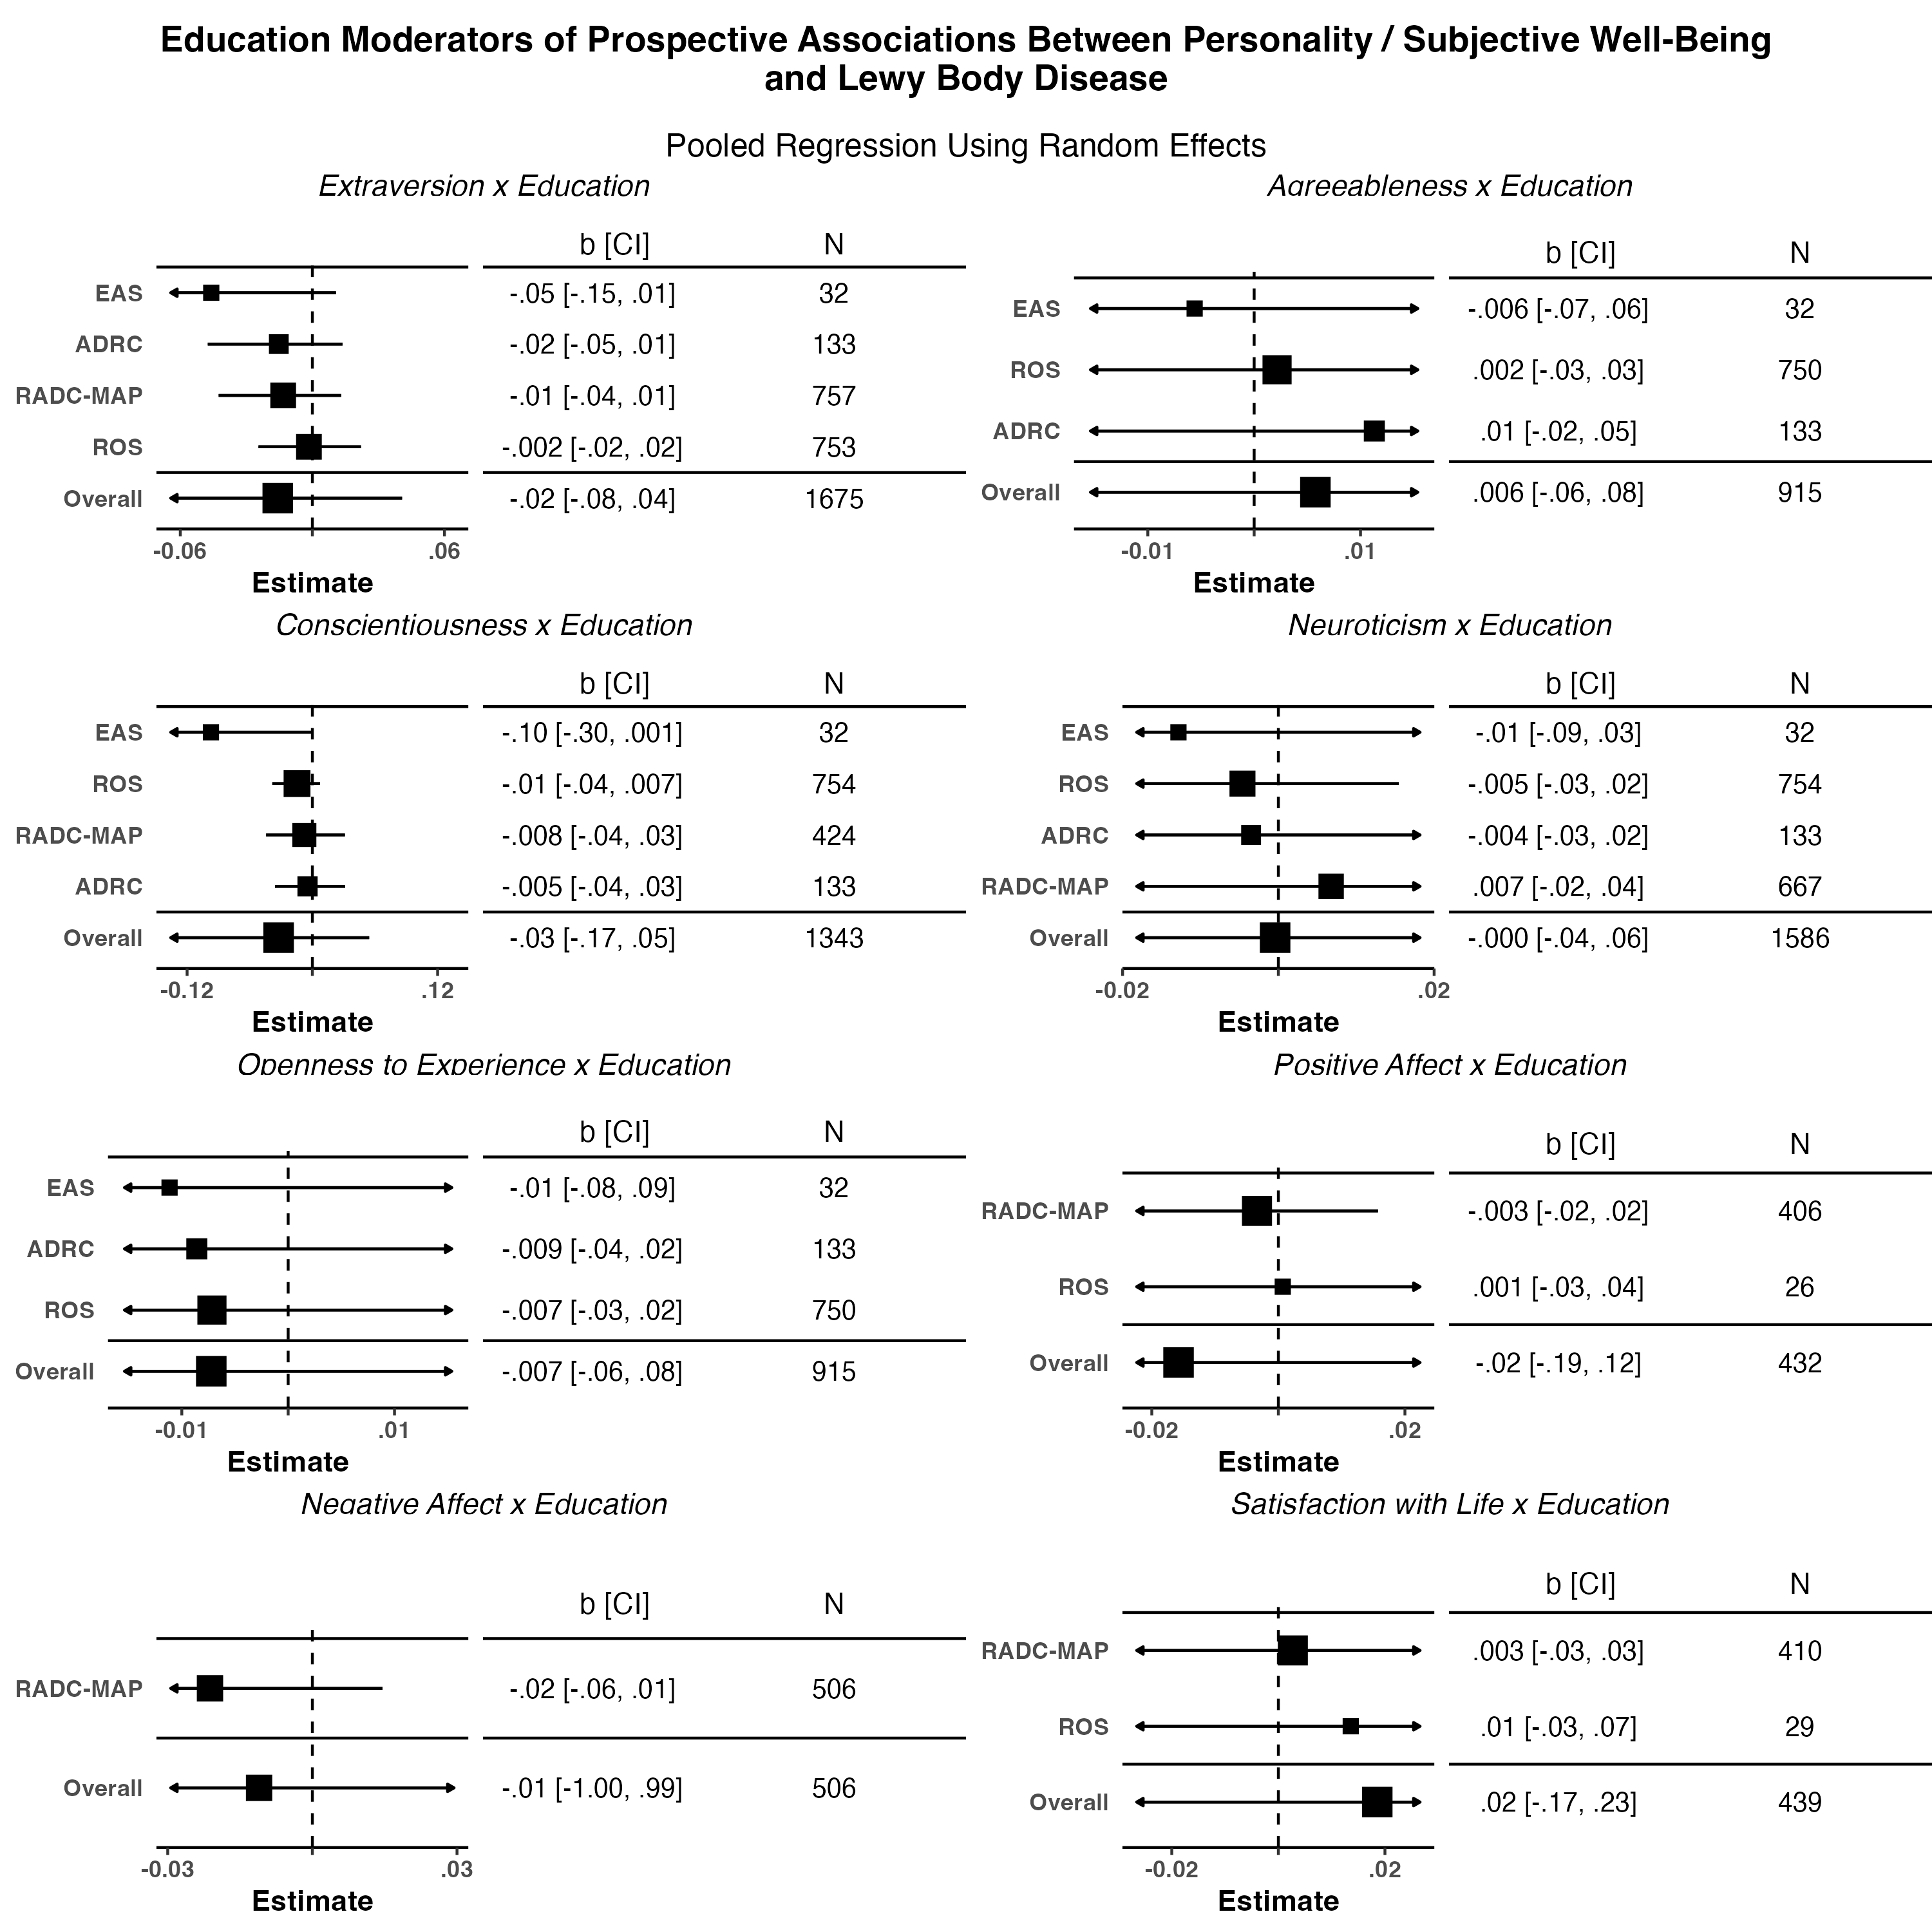 Education Moderators of Prospective Associations Between Personality / Subjective Well-Being
and Lewy Body Disease
Pooled Regression Using Random Effects
Extraversion x Education
b [CI] N
EAS -.05 [-.15, .01] 32
ADRC -.02 [-.05, .01] 133
RADC-MAP -.01 [-.04, .01] 757
ROS -.002 [-.02, .02] 753
Overall -.02 [-.08, .04] 1675
-0.06 .06
Estimate
Agreeableness x Education
b [CI] N
EAS -.006 [-.07, .06] 32
ROS .002 [-.03, .03] 750
ADRC .01 [-.02, .05] 133
Overall .006 [-.06, .08] 915
-0.01 .01
Estimate
Conscientiousness x Education
b [CI] N
EAS -.10 [-.30, .001] 32
ROS -.01 [-.04, .007] 754
RADC-MAP -.008 [-.04, .03] 424
ADRC -.005 [-.04, .03] 133
Overall -.03 [-.17, .05] 1343
-0.12 .12
Estimate
Neuroticism x Education
b [CI] N
EAS -.01 [-.09, .03] 32
ROS -.005 [-.03, .02] 754
ADRC -.004 [-.03, .02] 133
RADC-MAP .007 [-.02, .04] 667
Overall -.000 [-.04, .06] 1586
-0.02 .02
Estimate
Openness to Experience x Education
b [CI] N
EAS -.01 [-.08, .09] 32
ADRC -.009 [-.04, .02] 133
ROS -.007 [-.03, .02] 750
Overall -.007 [-.06, .08] 915
-0.01 .01
Estimate
Positive Affect x Education
b [CI] N
RADC-MAP -.003 [-.02, .02] 406
ROS .001 [-.03, .04] 26
Overall -.02 [-.19, .12] 432
-0.02 .02
Estimate
Negative Affect x Education
b [CI] N
RADC-MAP -.02 [-.06, .01] 506
Overall -.01 [-1.00, .99] 506
-0.03 .03
Estimate
Satisfaction with Life x Education
b [CI] N
RADC-MAP .003 [-.03, .03] 410
ROS .01 [-.03, .07] 29
Overall .02 [-.17, .23] 439
-0.02 .02
Estimate